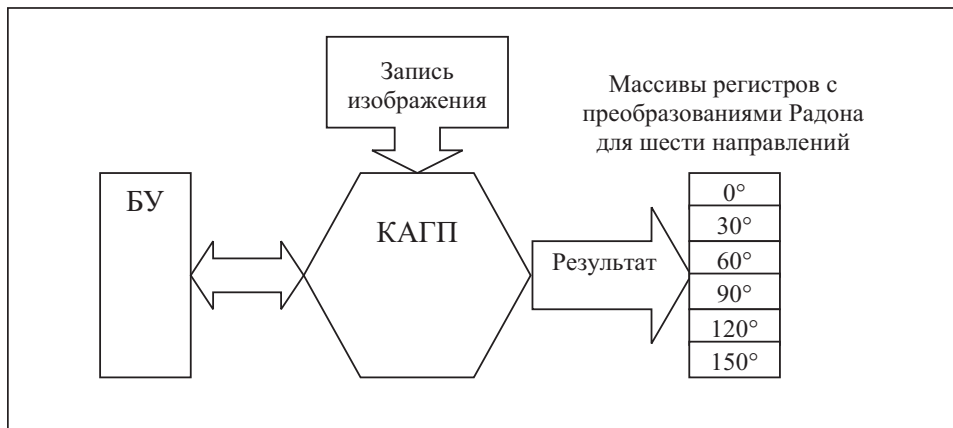 Запись
изображения
Массивы регистров с
преобразованиями Радона
для шести направлений
БУ
КАГП
Результат
0°
30°
60°
90°
120°
150°